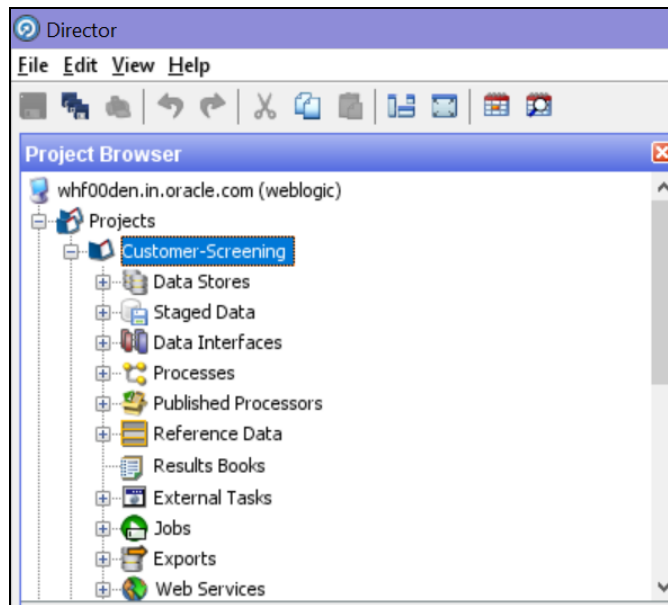 Director
File Edit View Help
Project Browser
whf00den.in.oracle.com (weblogic)
Projects
Customer-Screening
Data Stores
Staged Data
Data Interfaces
Processes
Published Processors
Reference Data
Results Books
External Tasks
Jobs
Exports
Web Services